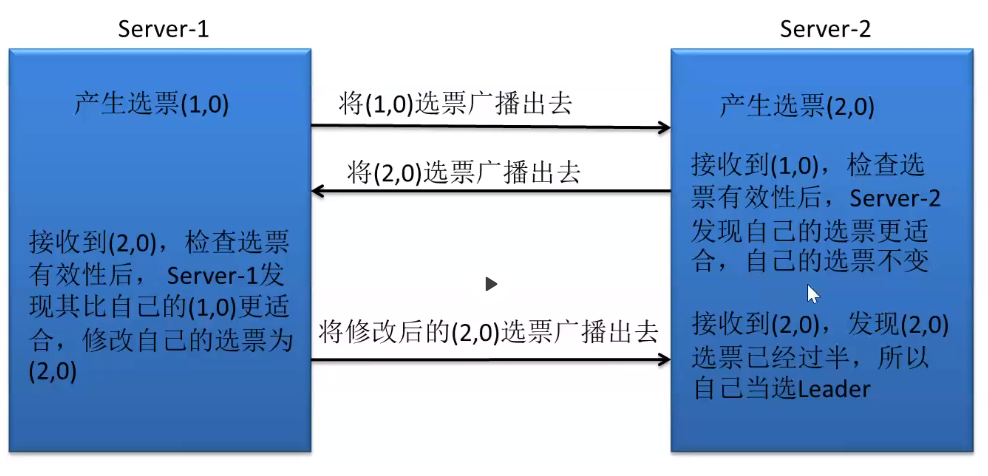 Server-1
Server-2
产生选票(1,0)
将(1,0)选票广播出去
产生选票(2,0)
将(2,0)选票广播出去
接收到(1,0)，检查选
票有效性后，Server-2
发现自己的选票更适
合，自己的选票不变
接收到(2,0)，检查选票
有效性后， Server-1发
现其比自己的(1,0)更适
合，修改自己的选票为
(2,0)
将修改后的(2,0)选票广播出去
接收到(2,0)，发现(2,0)
选票已经过半，所以
自己当选Leader